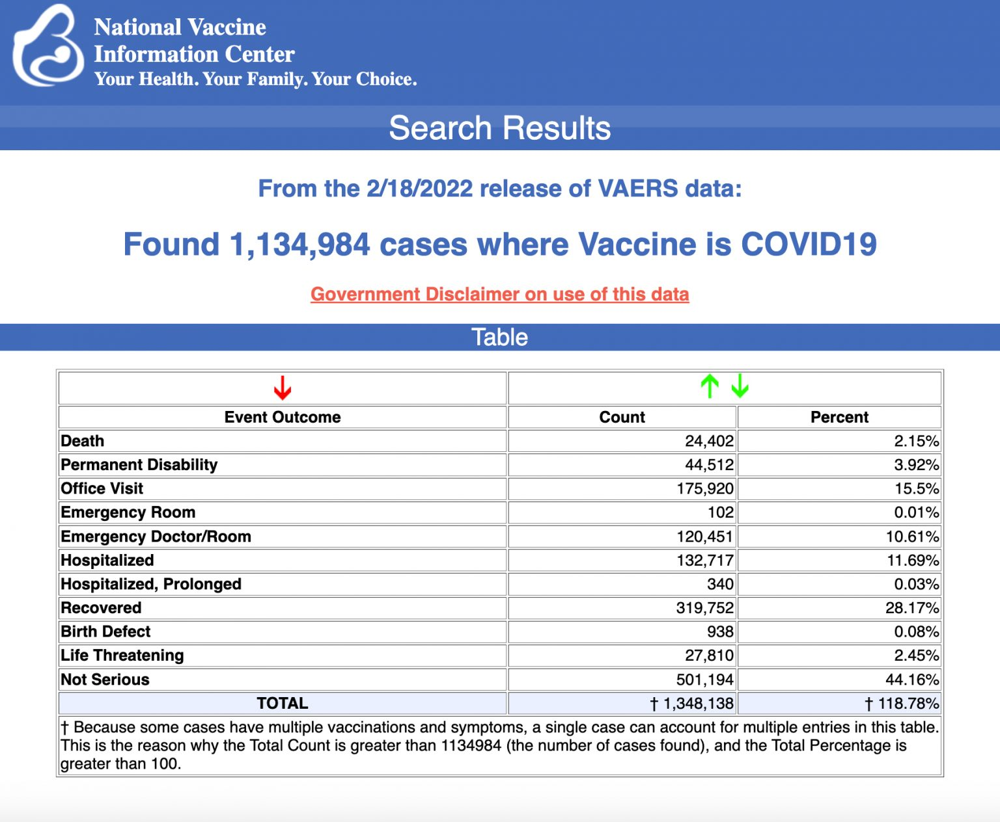 National Vaccine
Information Center
Your Health. Your Family. Your Choice.
Search Results
From the 2/18/2022 release of VAERS data:
Found 1,134,984 cases where Vaccine is COVID19
Government Disclaimer on use of this data
Table
↓ ↑ ↓
Event Outcome Count Percent
Death 24,402 2.15%
Permanent Disability 44,512 3.92%
Office Visit 175,920 15.5%
Emergency Room 102 0.01%
Emergency Doctor/Room 120,451 10.61%
Hospitalized 132,717 11.69%
Hospitalized, Prolonged 340 0.03%
Recovered 319,752 28.17%
Birth Defect 938 0.08%
Life Threatening 27,810 2.45%
Not Serious 501,194 44.16%
TOTAL † 1,348,138 † 118.78%
† Because some cases have multiple vaccinations and symptoms, a single case can account for multiple entries in this table.
This is the reason why the Total Count is greater than 1134984 (the number of cases found), and the Total Percentage is
greater than 100.